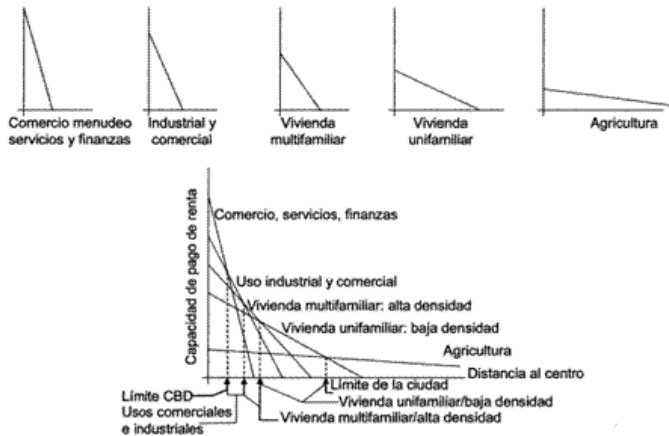 Comercio menudeo
servicios y finanzas
Industrial y
comercial
Vivienda
multifamiliar
Vivienda
unifamiliar
Agricultura
Capacidad de pago de renta
Comercio, servicios, finanzas
Uso industrial y comercial
Vivienda multifamiliar: alta densidad
Vivienda unifamiliar: baja densidad
Agricultura
Distancia al centro
Límite CBD
Usos comerciales
e industriales
Límite de la ciudad
Vivienda unifamiliar/baja densidad
Vivienda multifamiliar/alta densidad